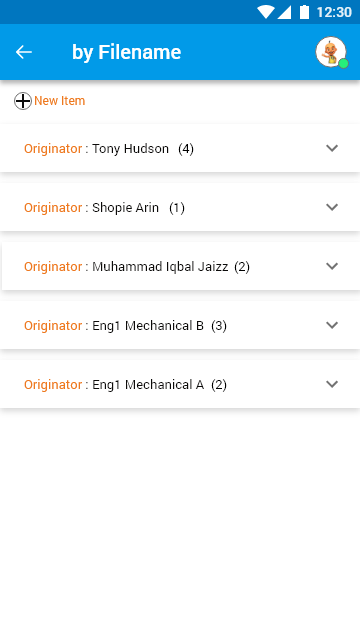 12:30
by Filename
New Item
Originator : Tony Hudson (4)
Originator : Shopie Arin (1)
Originator : Muhammad Iqbal Jaizz (2)
Originator : Eng1 Mechanical B (3)
Originator : Eng1 Mechanical A (2)